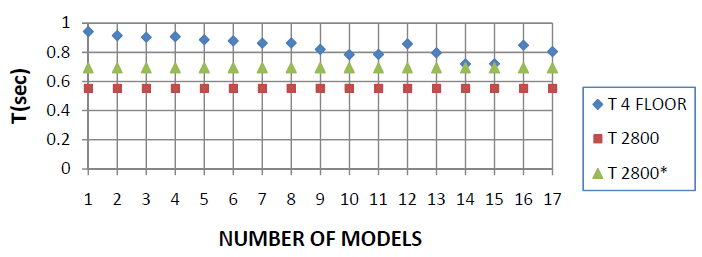 1
0.8
0.6
0.4
0.2
0
T(sec)
1 2 3 4 5 6 7 8 9 10 11 12 13 14 15 16 17
NUMBER OF MODELS
T 4 FLOOR
T 2800
T 2800*